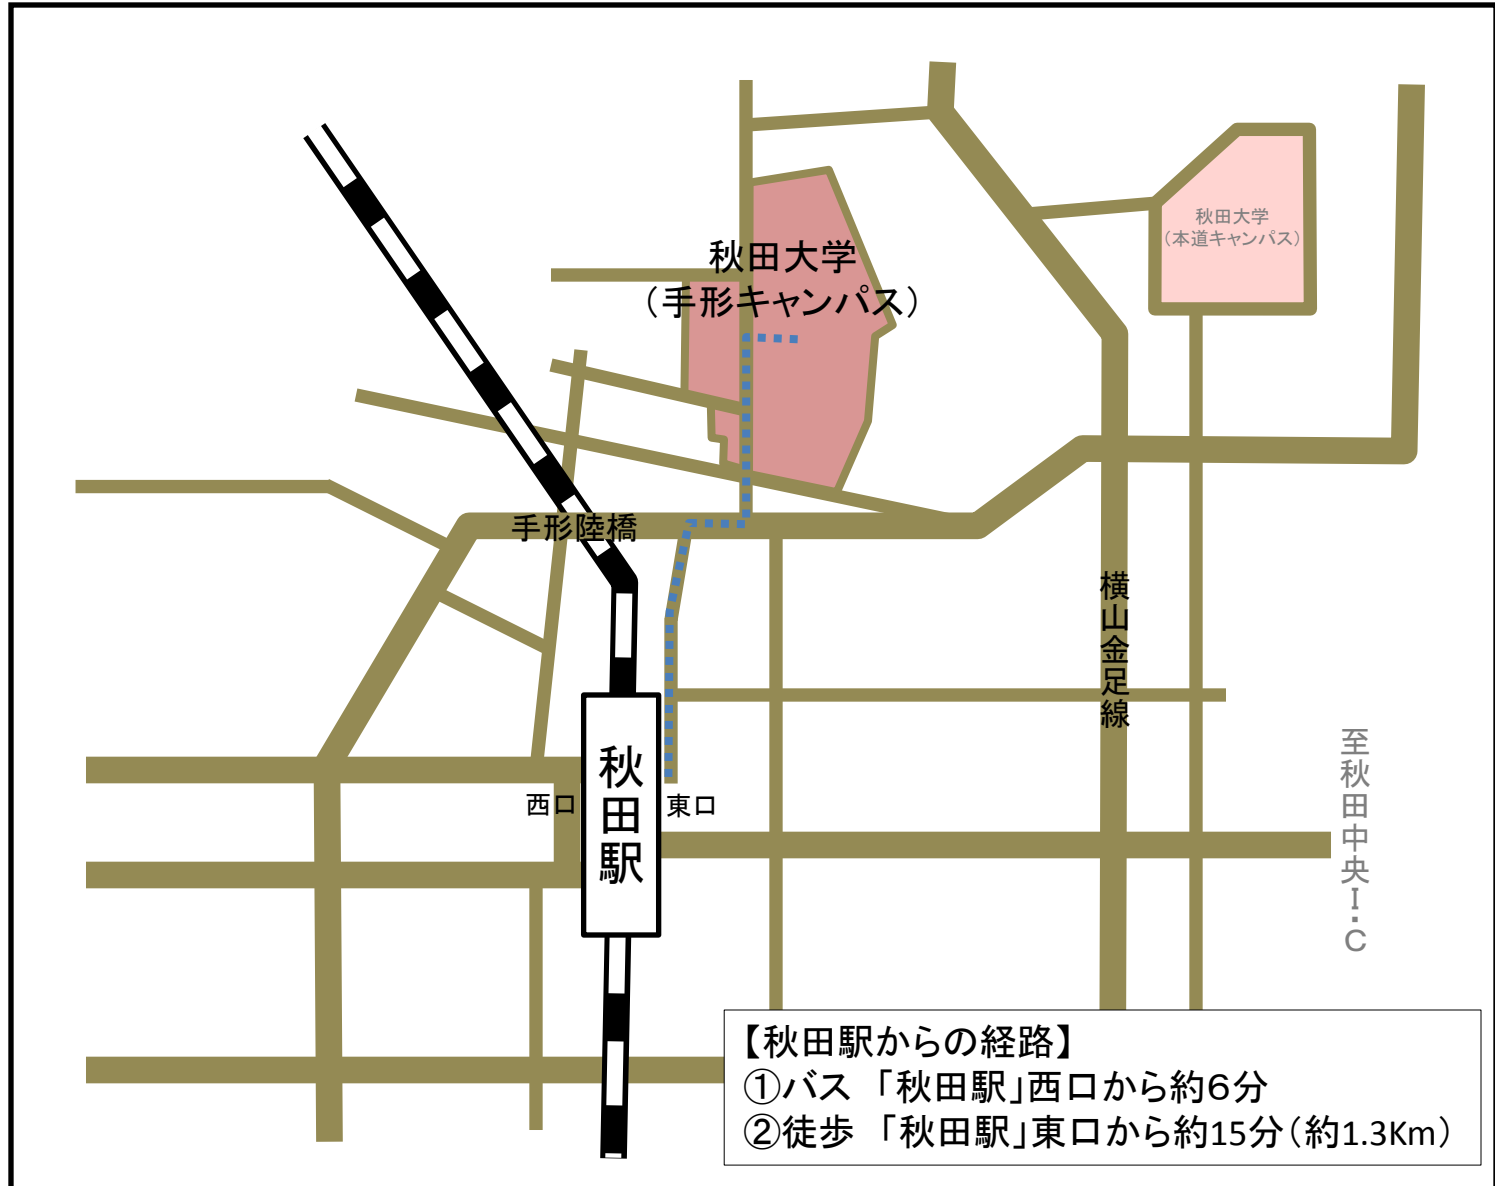 秋田大学
（手形キャンパス）
秋田大学
（本道キャンパス）
手形陸橋
横山金足線
秋田駅
西口
東口
至秋田中央Ｉ・Ｃ
【秋田駅からの経路】
①バス 「秋田駅」西口から約６分
②徒歩 「秋田駅」東口から約15分（約1.3Km）